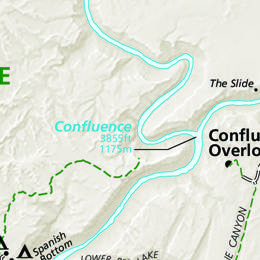 The Slide
E
Confluence
3855ft
1175m
Conflu
Overlo
Spanish
Bottom
LOWER
LAKE
CANYON